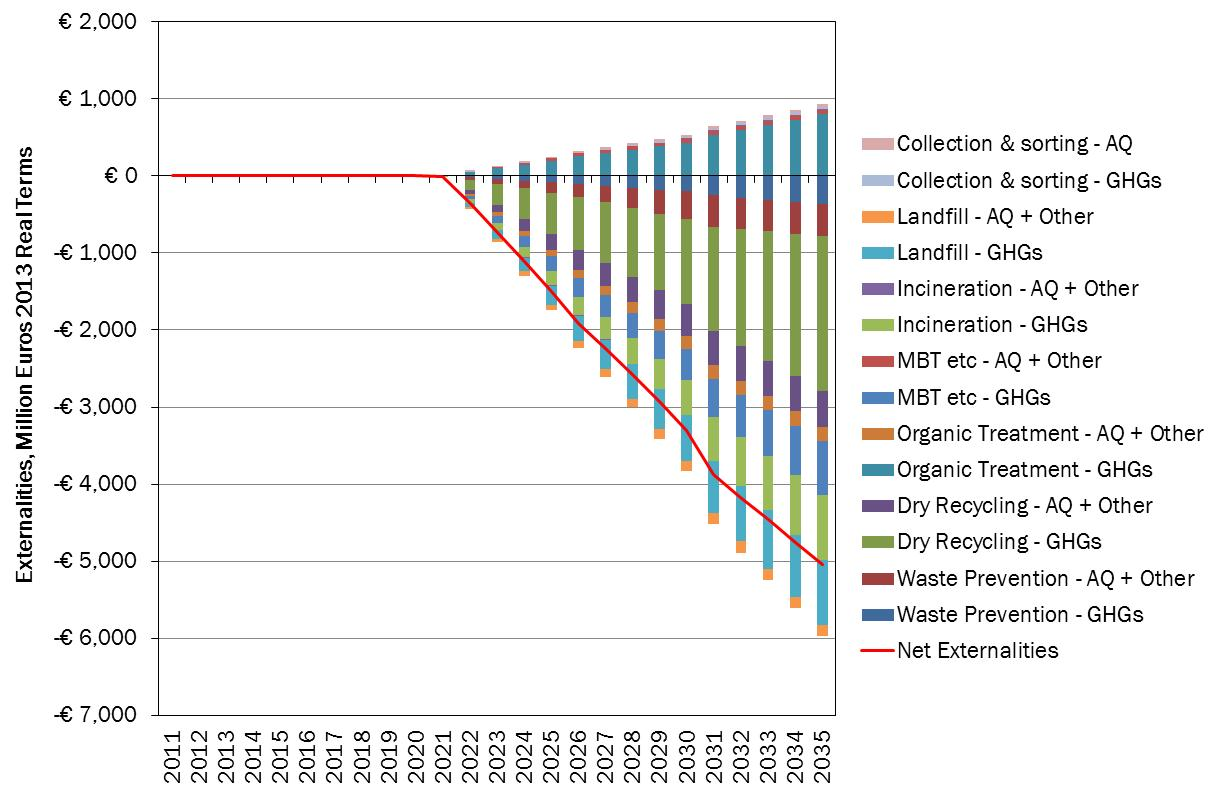 € 2,000
€ 1,000
€ 0
-€ 1,000
-€ 2,000
-€ 3,000
-€ 4,000
-€ 5,000
-€ 6,000
-€ 7,000
Externalities, Million Euros 2013 Real Terms
2011 2012 2013 2014 2015 2016 2017 2018 2019 2020 2021 2022 2023 2024 2025 2026 2027 2028 2029 2030 2031 2032 2033 2034 2035
Collection & sorting - AQ
Collection & sorting - GHGs
Landfill - AQ + Other
Landfill - GHGs
Incineration - AQ + Other
Incineration - GHGs
MBT etc - AQ + Other
MBT etc - GHGs
Organic Treatment - AQ + Other
Organic Treatment - GHGs
Dry Recycling - AQ + Other
Dry Recycling - GHGs
Waste Prevention - AQ + Other
Waste Prevention - GHGs
Net Externalities